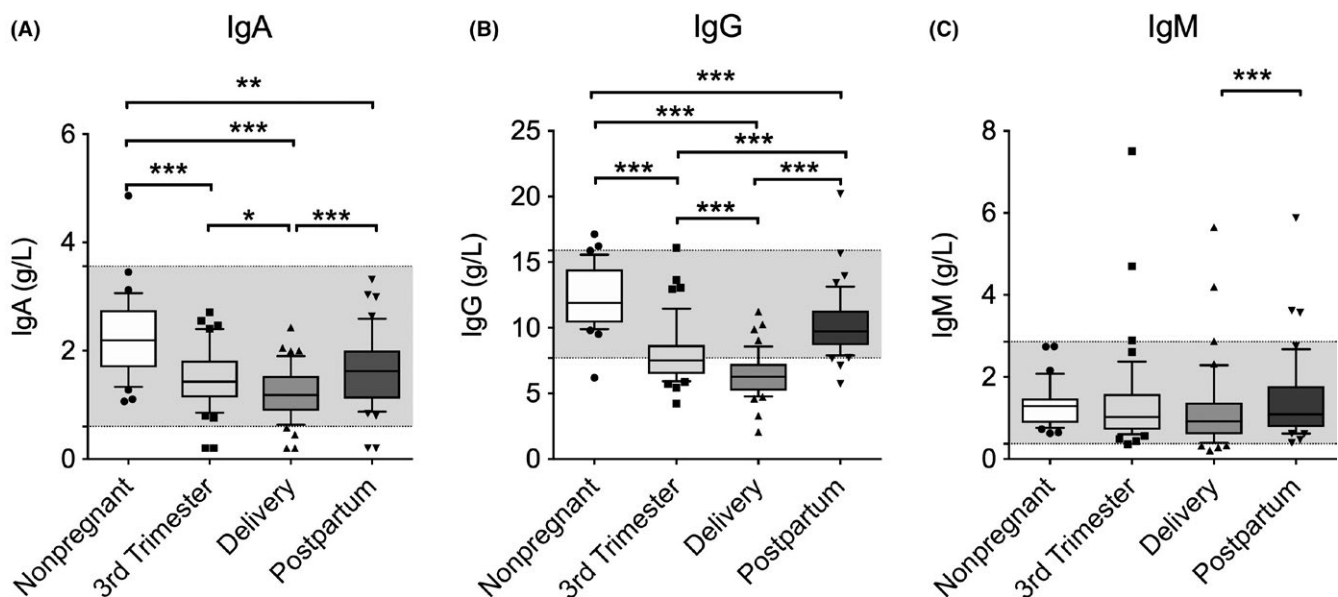 (A) IgA
**
***
***
* ***
6
4
2
0
IgA (g/L)
Nonpregnant
3rd Trimester
Delivery
Postpartum
(B) IgG
***
***
***
*** ***
***
25
20
15
10
5
0
IgG (g/L)
Nonpregnant
3rd Trimester
Delivery
Postpartum
(C) IgM
***
8
6
4
2
0
IgM (g/L)
Nonpregnant
3rd Trimester
Delivery
Postpartum